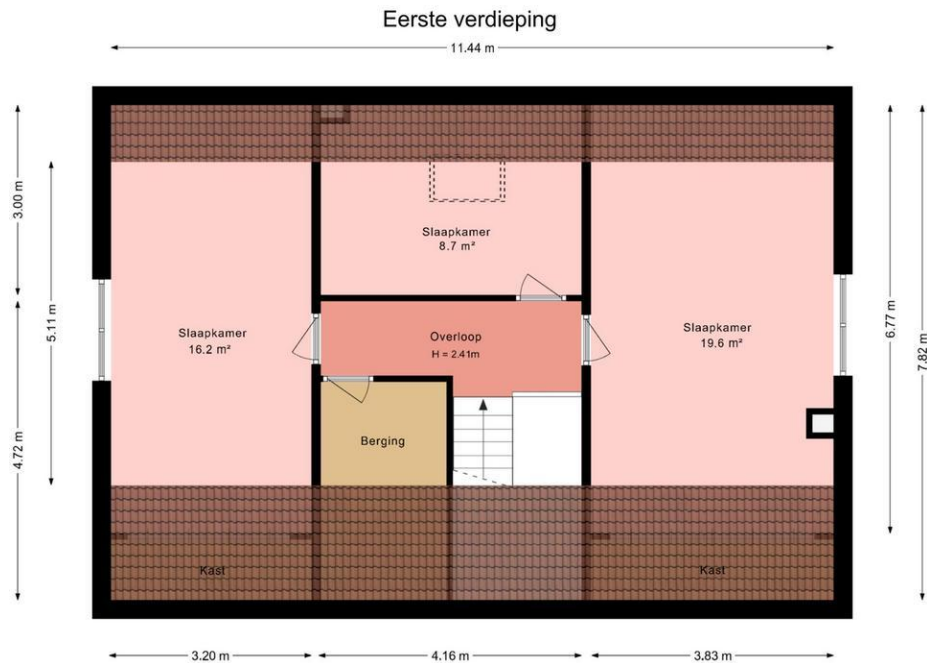 Eerste verdieping
11.44 m
3.00 m
4.72 m
5.11 m
6.77 m
7.82 m
Slaapkamer
8.7 m²
Slaapkamer
16.2 m²
Overloop
H = 2.41m
Slaapkamer
19.6 m²
Berging
Kast
Kast
3.20 m
4.16 m
3.83 m